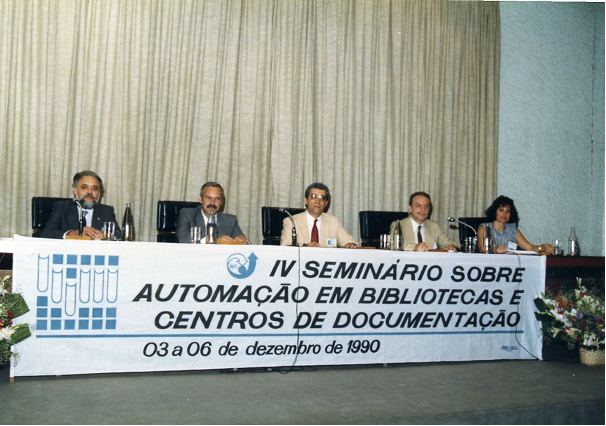 IV SEMINÁRIO SOBRE
AUTOMAÇÃO EM BIBLIOTECAS E
CENTROS DE DOCUMENTAÇÃO
03 a 06 de dezembro de 1990